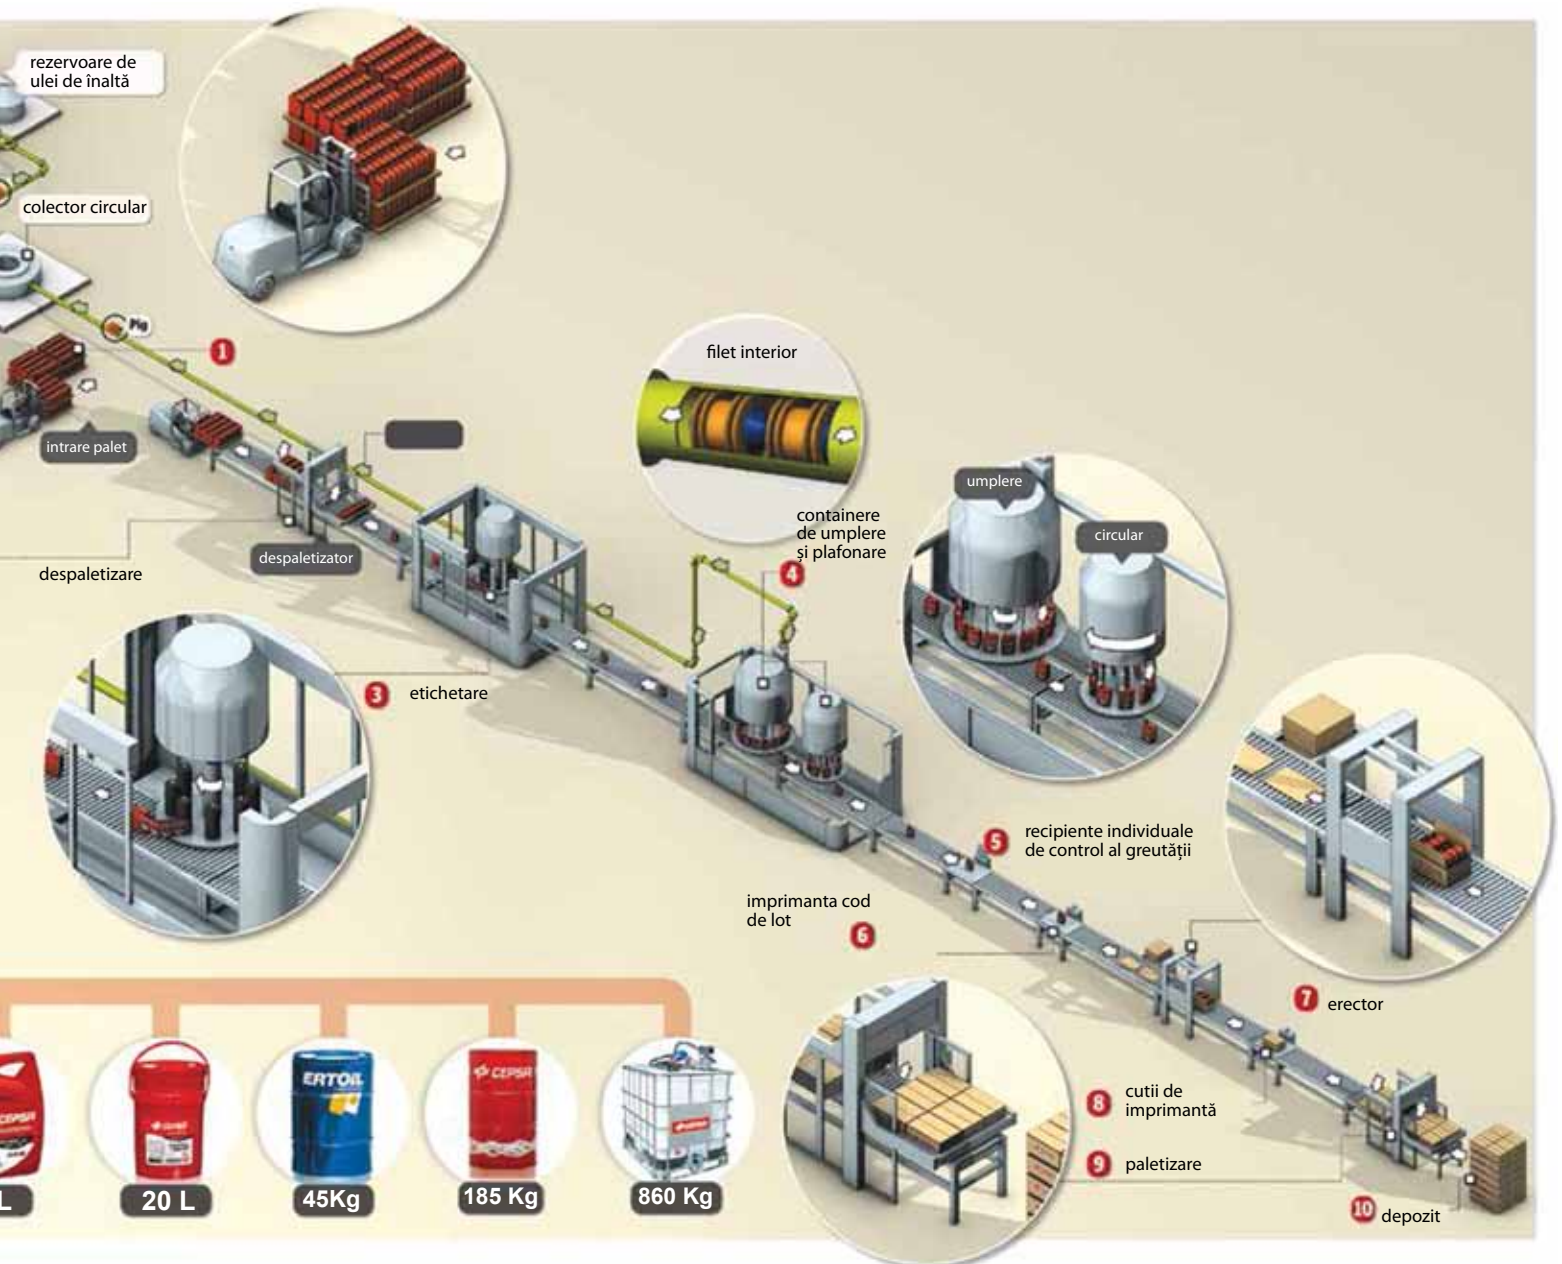 rezervoare de
ulei de înaltă
colector circular
Pig
1
intrare palet
filet interior
despaletizator
despaletizare
containere
de umplere
și plafonare
4
umplere
circular
3
etichetare
5
recipiente individuale
de control al greutății
imprimanta cod
de lot
6
7
erector
8
cutii de
imprimantă
9
paletizare
10
depozit
CEPSA
ERTOIL
CEPSA
L
20 L
45Kg
185 Kg
860 Kg